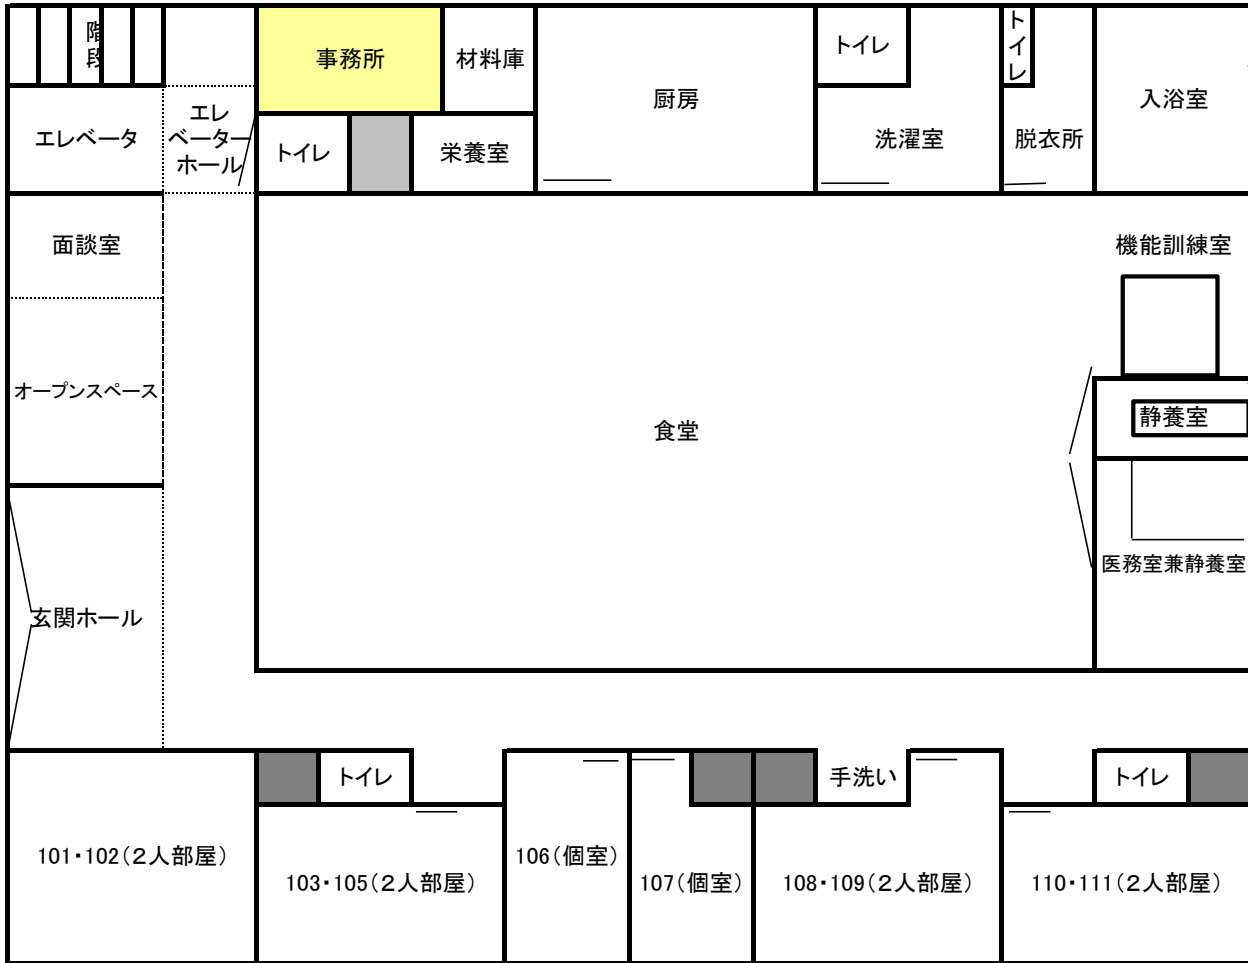 階
段
事務所
材料庫
厨房
トイレ
ト
イ
レ
入浴室
エレベータ
エレ
ベーター
ホール
トイレ
栄養室
洗濯室
脱衣所
面談室
機能訓練室
オープンスペース
食堂
静養室
医務室兼静養室
玄関ホール
トイレ
手洗い
トイレ
101・102(２人部屋)
103・105(２人部屋)
106(個室)
107(個室)
108・109(２人部屋)
110・111(２人部屋)